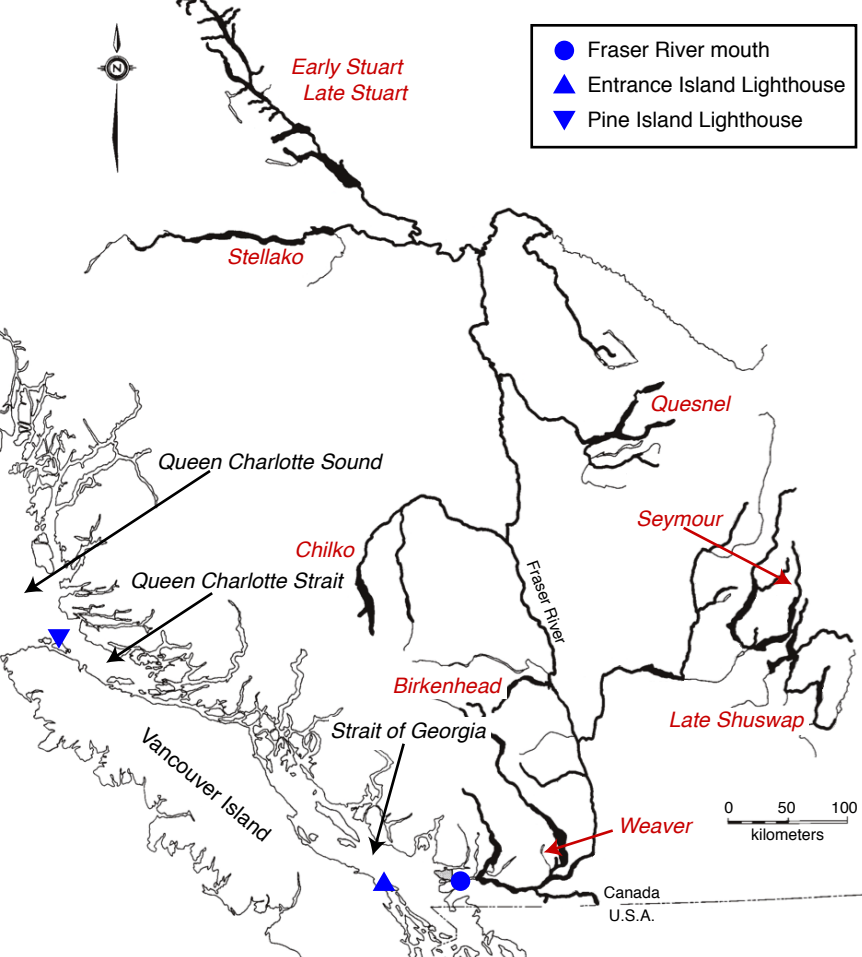 Fraser River mouth
Entrance Island Lighthouse
Pine Island Lighthouse
N
Early Stuart
Late Stuart
Stellako
Quesnel
Queen Charlotte Sound
Seymour
Chilko
Queen Charlotte Strait
Fraser River
Birkenhead
Late Shuswap
Strait of Georgia
Vancouver Island
0 50 100
kilometers
Weaver
Canada
U.S.A.